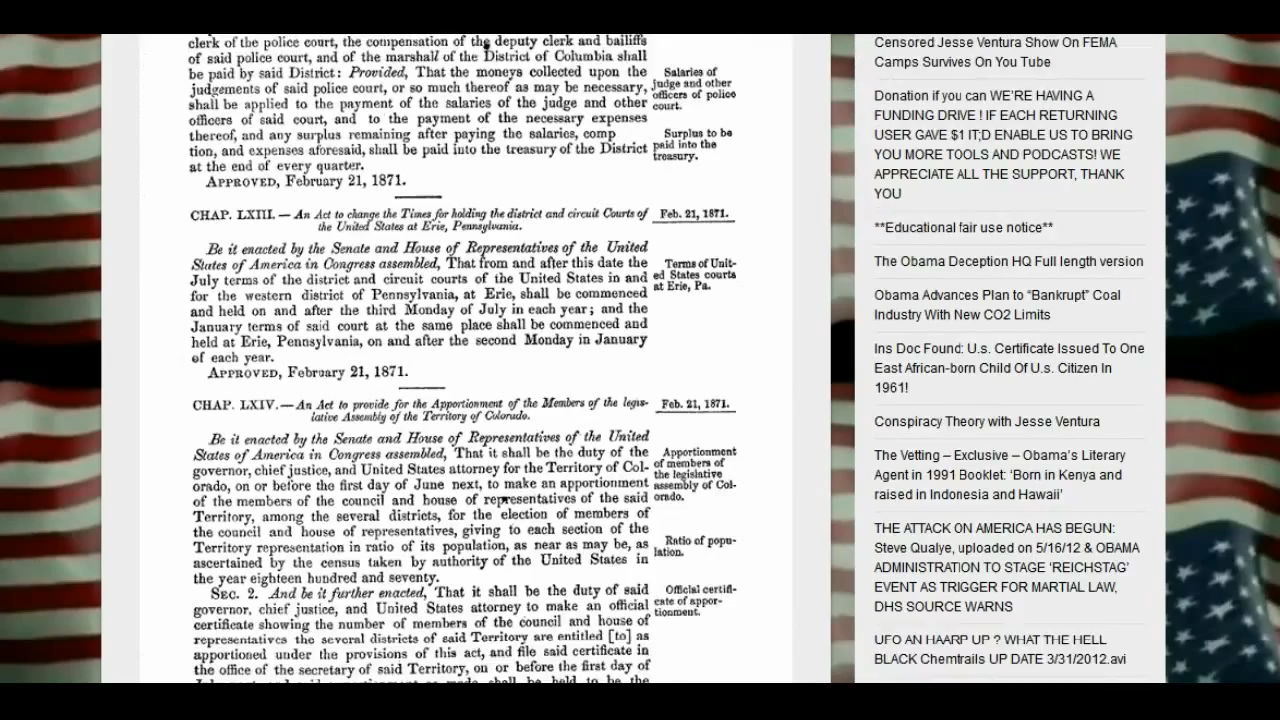 clerk of the police court, the compensation of the deputy clerk and bailiffs
of said police court, and of the marshal of the District of Columbia shall
be paid by said District: Provided, That the moneys collected upon the
judgements of said police court, or so much thereof as may be necessary,
shall be applied to the payment of the salaries of the judge and other
officers of said court, and to the payment of the necessary expenses
thereof, and any surplus remaining after paying the salaries, comp
tion, and expenses aforesaid, shall be paid into the treasury of the District
at the end of every quarter.
APPROVED, February 21, 1871.
Salaries of
judge and other
officers of police
court.
Surplus to be
paid into the
treasury.
CHAP. LXIII. — An Act to change the Times for holding the district and circuit Courts of
the United States at Erie, Pennsylvania.
Feb. 21, 1871.
Be it enacted by the Senate and House of Representatives of the United
States of America in Congress assembled, That from and after this date the
July terms of the district and circuit courts of the United States in and
for the western district of Pennsylvania, at Erie, shall be commenced
and held on and after the third Monday of July in each year; and the
January terms of said court at the same place shall be commenced and
held at Erie, Pennsylvania, on and after the second Monday in January
of each year.
APPROVED, February 21, 1871.
Terms of Unit-
ed States courts
at Erie, Pa.
CHAP. LXIV. — An Act to provide for the Apportionment of the Members of the legis-
lative Assembly of the Territory of Colorado.
Feb. 21, 1871.
Be it enacted by the Senate and House of Representatives of the United
States of America in Congress assembled, That it shall be the duty of the
governor, chief justice, and United States attorney for the Territory of Col-
orado, on or before the first day of June next, to make an apportionment
of the members of the council and house of representatives of the said
Territory, among the several districts, for the election of members of
the council and house of representatives, giving to each section of the
Territory representation in ratio of its population, as near as may be, as
ascertained by the census taken by authority of the United States in
the year eighteen hundred and seventy.
Apportionment
of members of
the legislative
assembly of Col-
orado.
Ratio of popu-
lation.
SEC. 2. And be it further enacted, That it shall be the duty of said
governor, chief justice, and United States attorney to make an official
certificate showing the number of members of the council and house of
representatives the several districts of said Territory are entitled [to] as
apportioned under the provisions of this act, and file said certificate in
the office of the secretary of said Territory, on or before the first day of
Official certifi-
cate of appor-
tionment.
Censored Jesse Ventura Show On FEMA
Camps Survives On You Tube
Donation if you can WE'RE HAVING A
FUNDING DRIVE ! IF EACH RETURNING
USER GAVE $1 IT;D ENABLE US TO BRING
YOU MORE TOOLS AND PODCASTS! WE
APPRECIATE ALL THE SUPPORT, THANK
YOU
**Educational fair use notice**
The Obama Deception HQ Full length version
Obama Advances Plan to “Bankrupt” Coal
Industry With New CO2 Limits
Ins Doc Found: U.s. Certificate Issued To One
East African-born Child Of U.s. Citizen In
1961!
Conspiracy Theory with Jesse Ventura
The Vetting – Exclusive – Obama’s Literary
Agent in 1991 Booklet: ‘Born in Kenya and
raised in Indonesia and Hawaii’
THE ATTACK ON AMERICA HAS BEGUN:
Steve Qualye, uploaded on 5/16/12 & OBAMA
ADMINISTRATION TO STAGE ‘REICHSTAG’
EVENT AS TRIGGER FOR MARTIAL LAW,
DHS SOURCE WARNS
UFO AN HAARP UP ? WHAT THE HELL
BLACK Chemtrails UP DATE 3/31/2012.avi